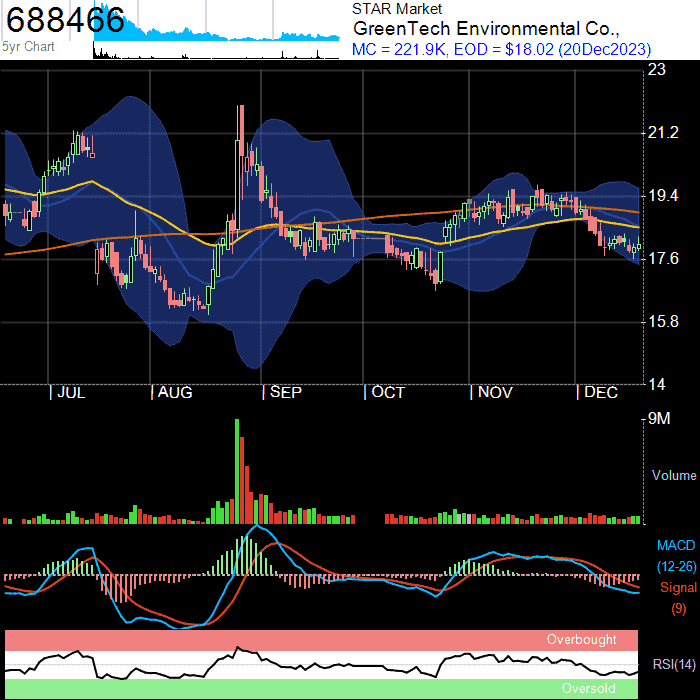 688466
5yr Chart
STAR Market
GreenTech Environmental Co.,
MC = 221.9K, EOD = $18.02 (20Dec2023)
23
21.2
19.4
17.6
15.8
14
| JUL | AUG | SEP | OCT | NOV | DEC
9M
Volume
MACD
(12-26)
Signal
(9)
Overbought
RSI(14)
Oversold